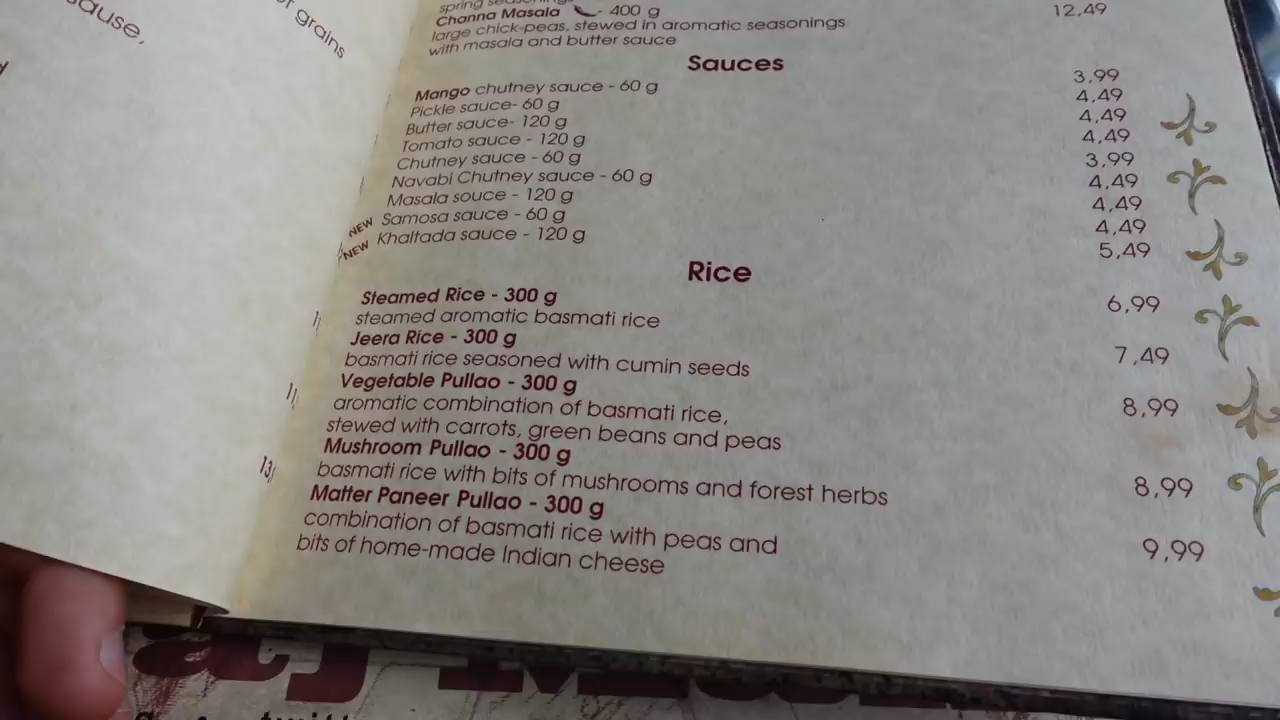 ause,
or grains
spring seasonings
Channa Masala - 400 g 12,49
large chick-peas, stewed in aromatic seasonings
with masala and butter sauce
Sauces
Mango chutney sauce - 60 g 3,99
Pickle sauce- 60 g 4,49
Butter sauce- 120 g 4,49
Tomato sauce - 120 g 4,49
Chutney sauce - 60 g 3,99
Navabi Chutney sauce - 60 g 4,49
Masala souce - 120 g 4,49
NEW Samosa sauce - 60 g 4,49
NEW Khaltada sauce - 120 g 5,49
Rice
Steamed Rice - 300 g 6,99
steamed aromatic basmati rice
Jeera Rice - 300 g 7,49
basmati rice seasoned with cumin seeds
Vegetable Pullao - 300 g 8,99
aromatic combination of basmati rice,
stewed with carrots, green beans and peas
Mushroom Pullao - 300 g 8,99
basmati rice with bits of mushrooms and forest herbs
Matter Paneer Pullao - 300 g 9,99
combination of basmati rice with peas and
bits of home-made Indian cheese